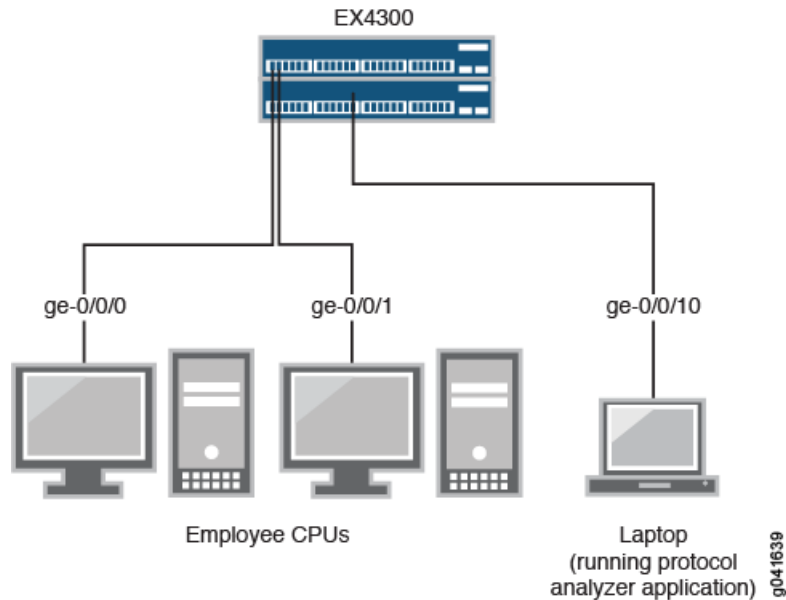 EX4300
ge-0/0/0
ge-0/0/1
ge-0/0/10
Employee CPUs
Laptop
(running protocol
analyzer application)
g041639